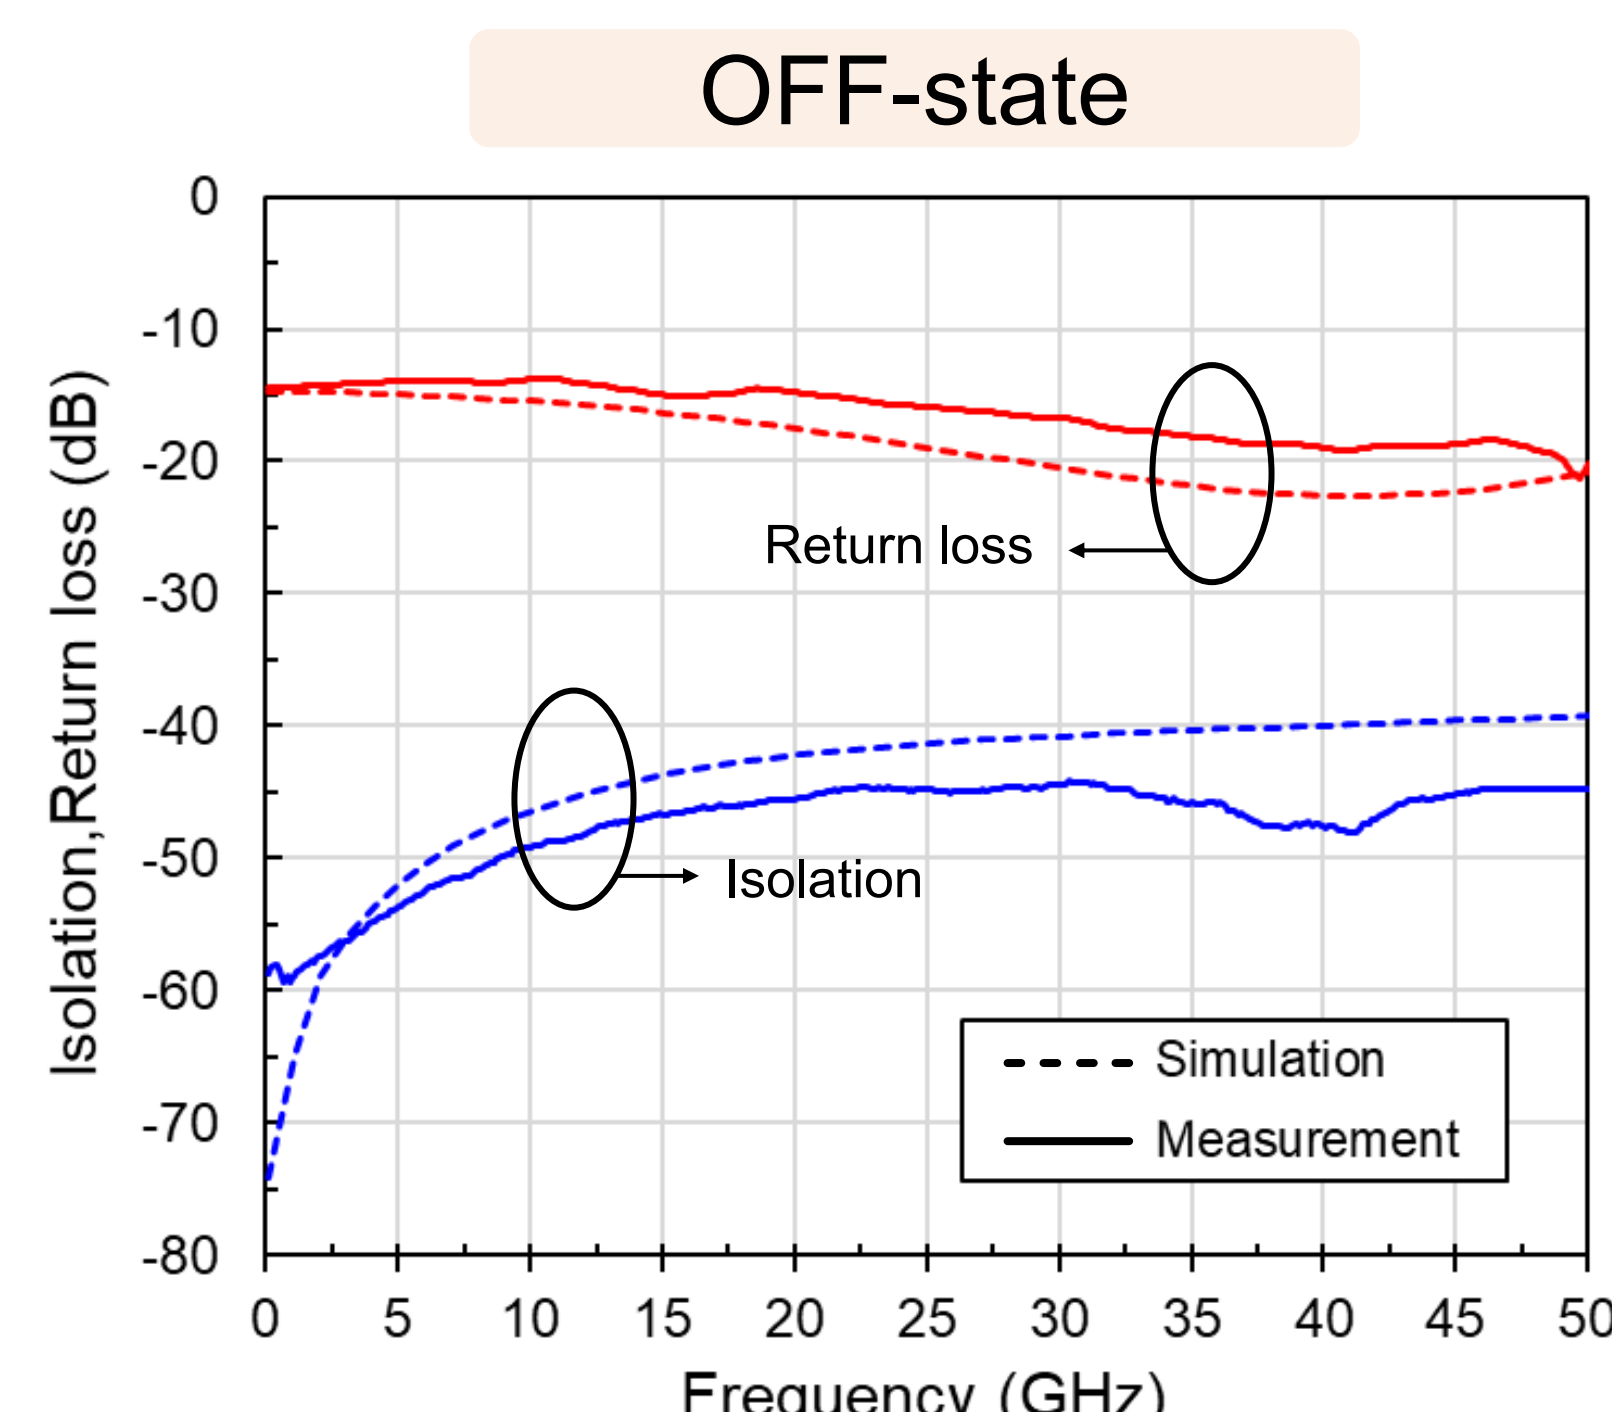 OFF-state
0
-10
-20
-30
-40
-50
-60
-70
-80
Isolation,Return loss (dB)
Return loss
Isolation
Simulation
Measurement
0 5 10 15 20 25 30 35 40 45 50
Frequency (GHz)